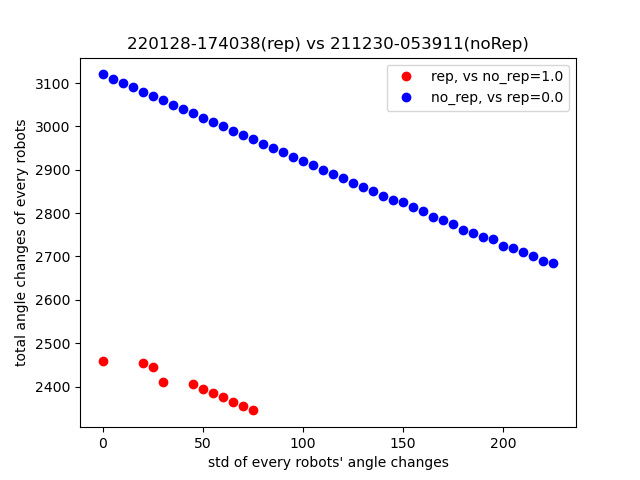 220128-174038(rep) vs 211230-053911(noRep)
rep, vs no_rep=1.0
no_rep, vs rep=0.0
total angle changes of every robots
3100
3000
2900
2800
2700
2600
2500
2400
0 50 100 150 200
std of every robots' angle changes